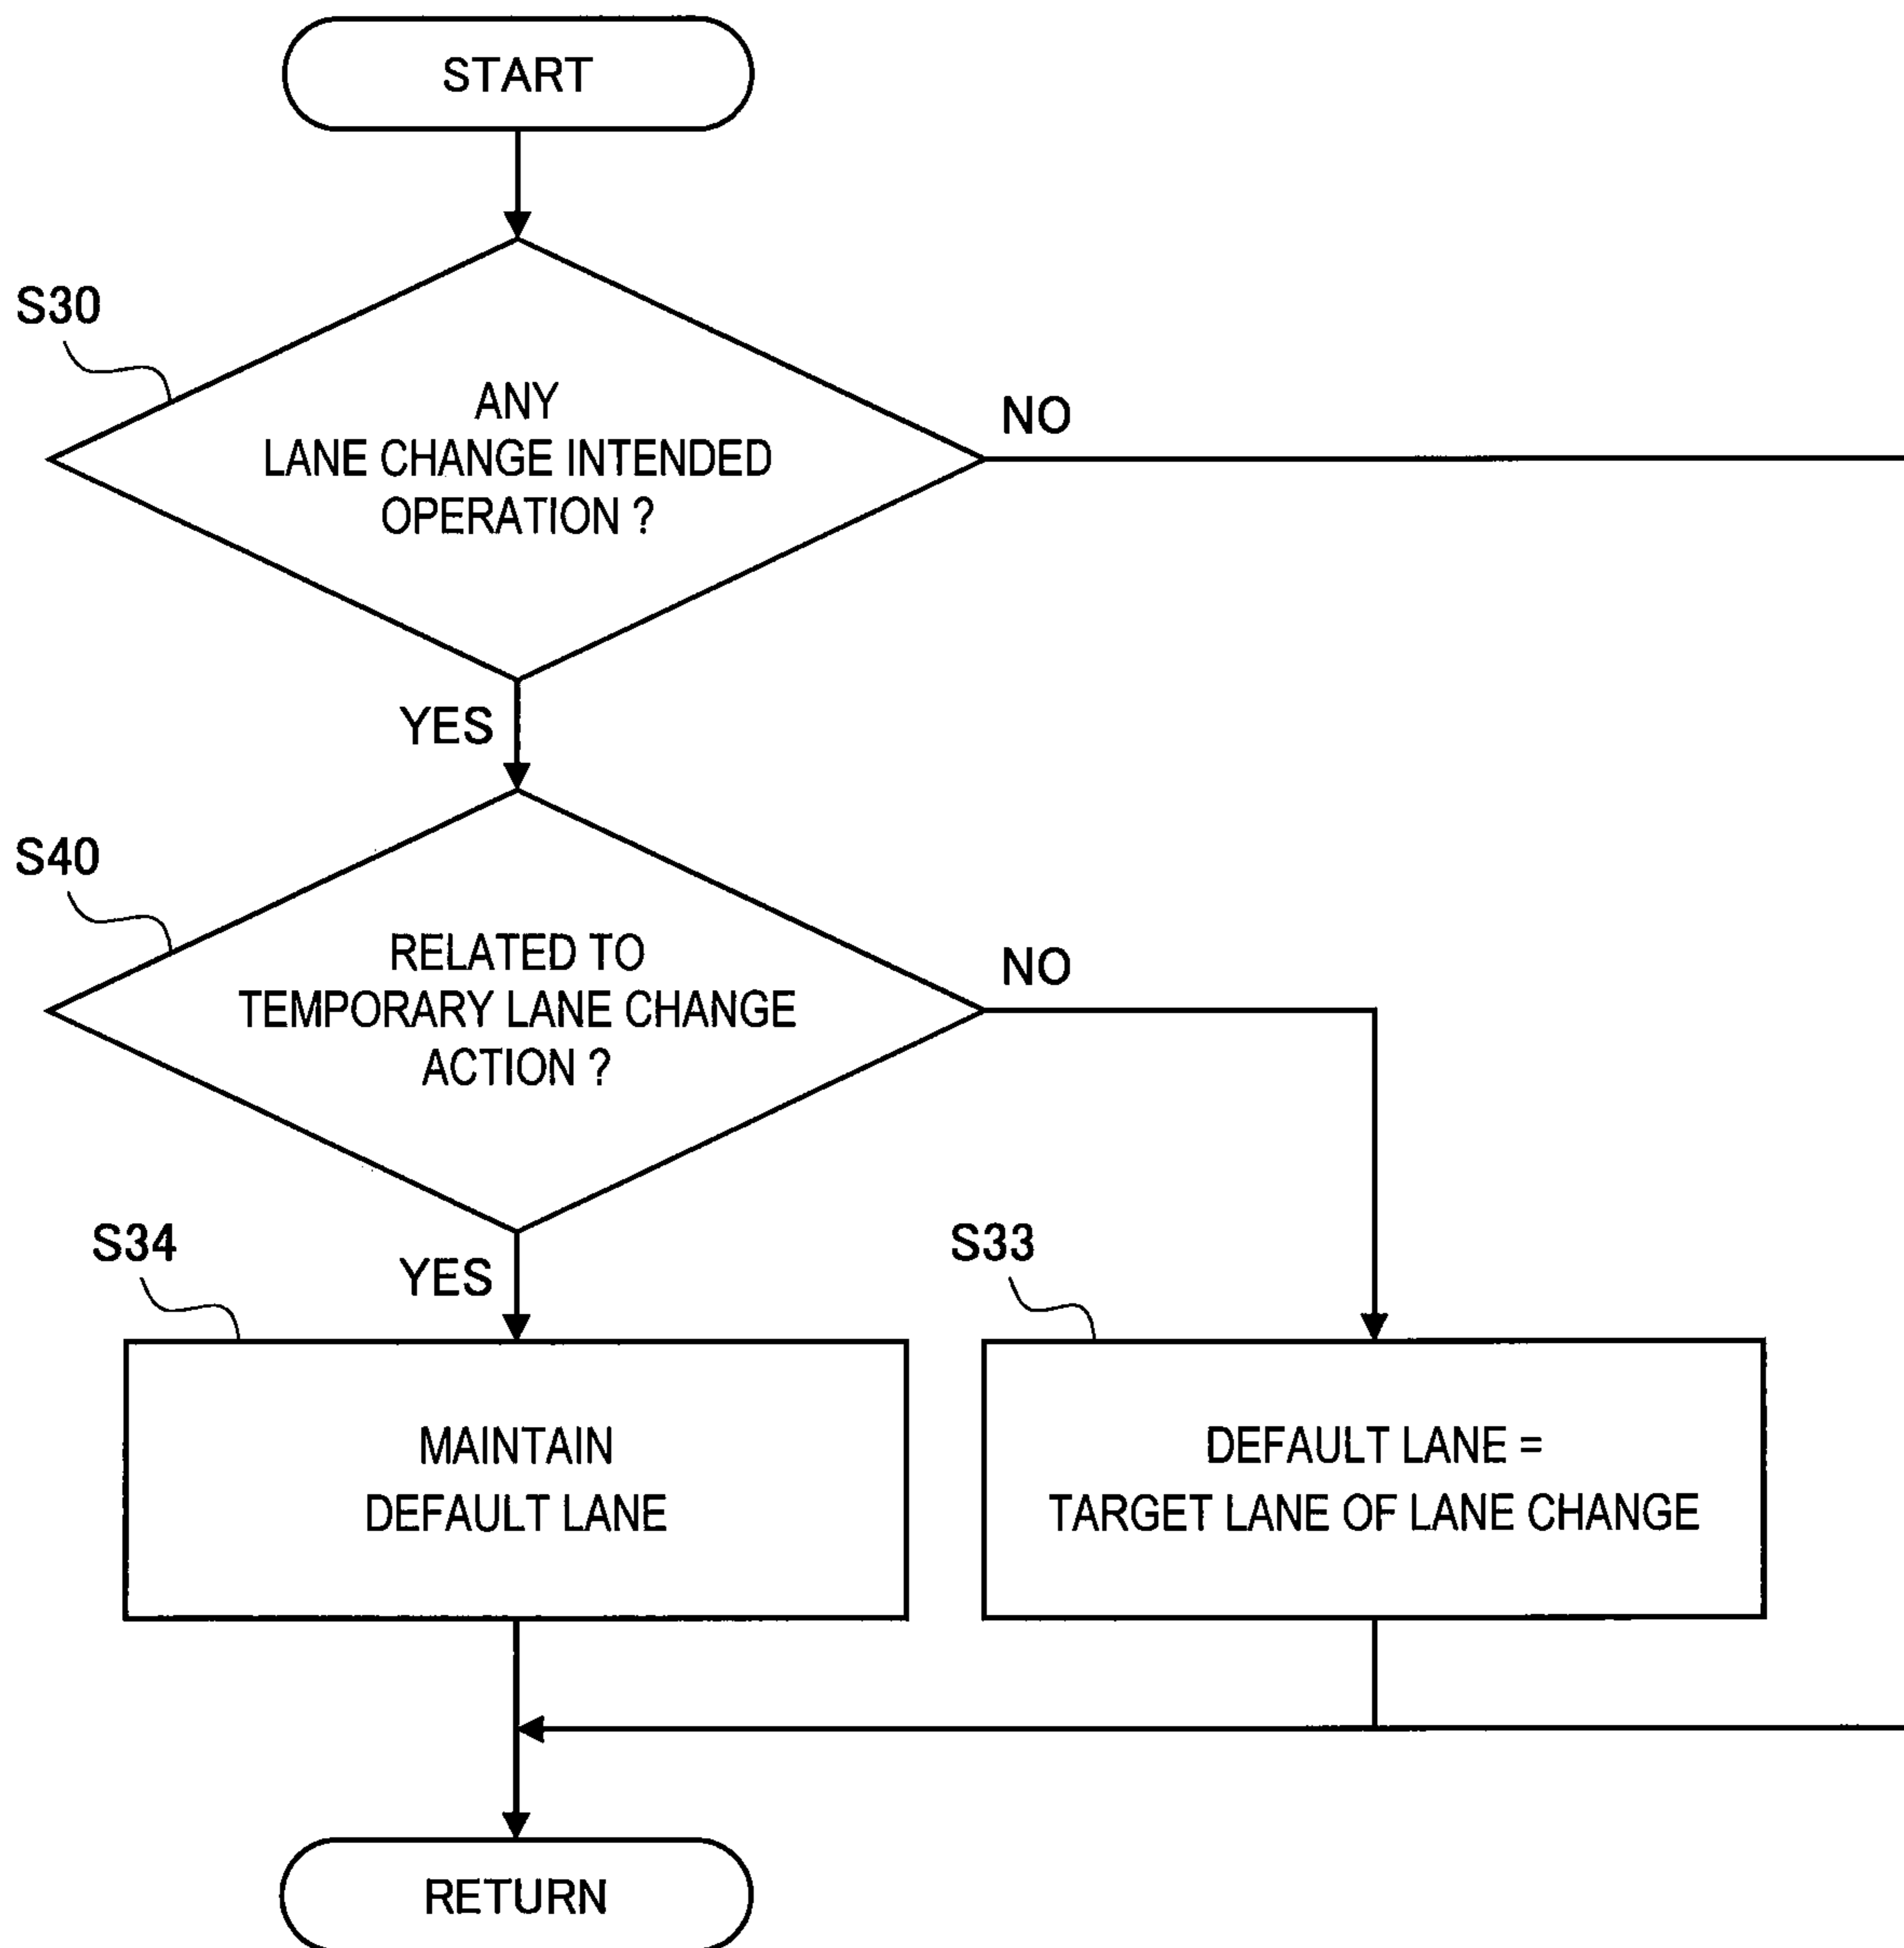 START
S30
ANY
LANE CHANGE INTENDED
OPERATION ?
NO
YES
S40
RELATED TO
TEMPORARY LANE CHANGE
ACTION ?
NO
S34
YES
S33
MAINTAIN
DEFAULT LANE
DEFAULT LANE =
TARGET LANE OF LANE CHANGE
RETURN